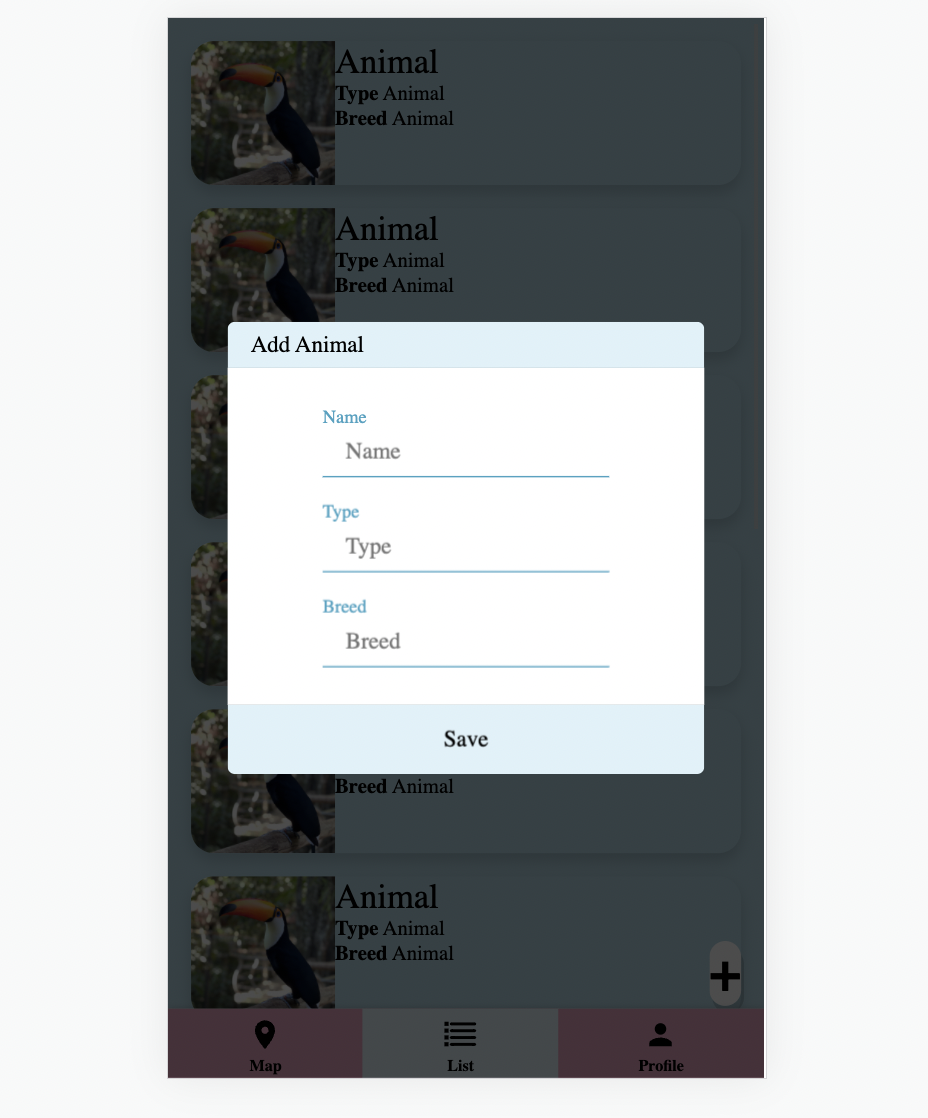 Animal
Type Animal
Breed Animal
Animal
Type Animal
Breed Animal
Add Animal
Name
Name
Type
Type
Breed
Breed
Save
Breed Animal
Animal
Type Animal
Breed Animal
Map
List
Profile